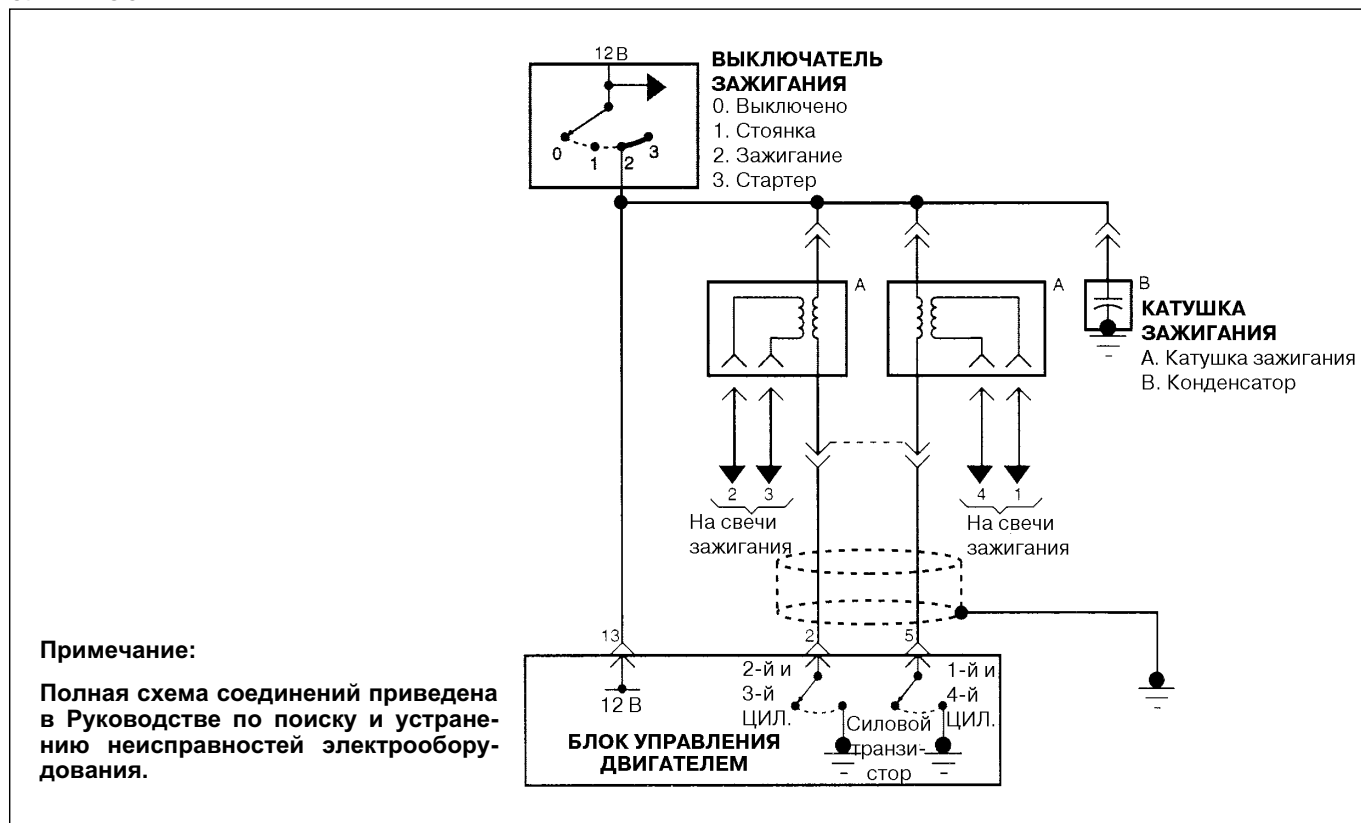 12 В
ВЫКЛЮЧАТЕЛЬ
ЗАЖИГАНИЯ
0. Выключено
1. Стоянка
2. Зажигание
3. Стартер
0
1
2
3
А
А
В
КАТУШКА
ЗАЖИГАНИЯ
А. Катушка зажигания
В. Конденсатор
2
3
4
1
На свечи
зажигания
На свечи
зажигания
13
2
5
12 В
2-й и
3-й
ЦИЛ.
1-й и
4-й
ЦИЛ.
Силовой
транзи-
стор
БЛОК УПРАВЛЕНИЯ
ДВИГАТЕЛЕМ
Примечание:
Полная схема соединений приведена
в Руководстве по поиску и устране-
нию неисправностей электрообору-
дования.